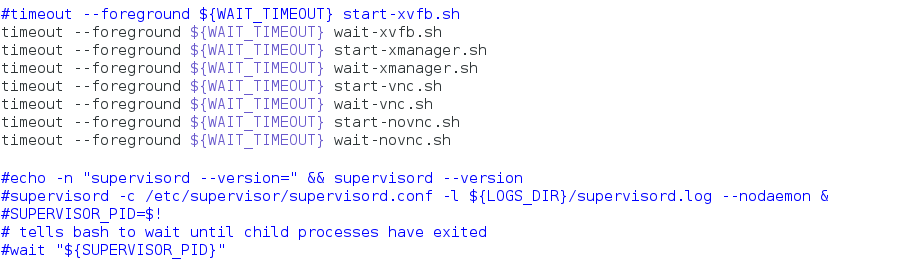 #timeout --foreground ${WAIT_TIMEOUT} start-xvfb.sh
timeout --foreground ${WAIT_TIMEOUT} wait-xvfb.sh
timeout --foreground ${WAIT_TIMEOUT} start-xmanager.sh
timeout --foreground ${WAIT_TIMEOUT} wait-xmanager.sh
timeout --foreground ${WAIT_TIMEOUT} start-vnc.sh
timeout --foreground ${WAIT_TIMEOUT} wait-vnc.sh
timeout --foreground ${WAIT_TIMEOUT} start-novnc.sh
timeout --foreground ${WAIT_TIMEOUT} wait-novnc.sh

#echo -n "supervisord --version=" && supervisord --version
#supervisord -c /etc/supervisor/supervisord.conf -l ${LOGS_DIR}/supervisord.log --nodaemon &
#SUPERVISOR_PID=$!
# tells bash to wait until child processes have exited
#wait "${SUPERVISOR_PID}"